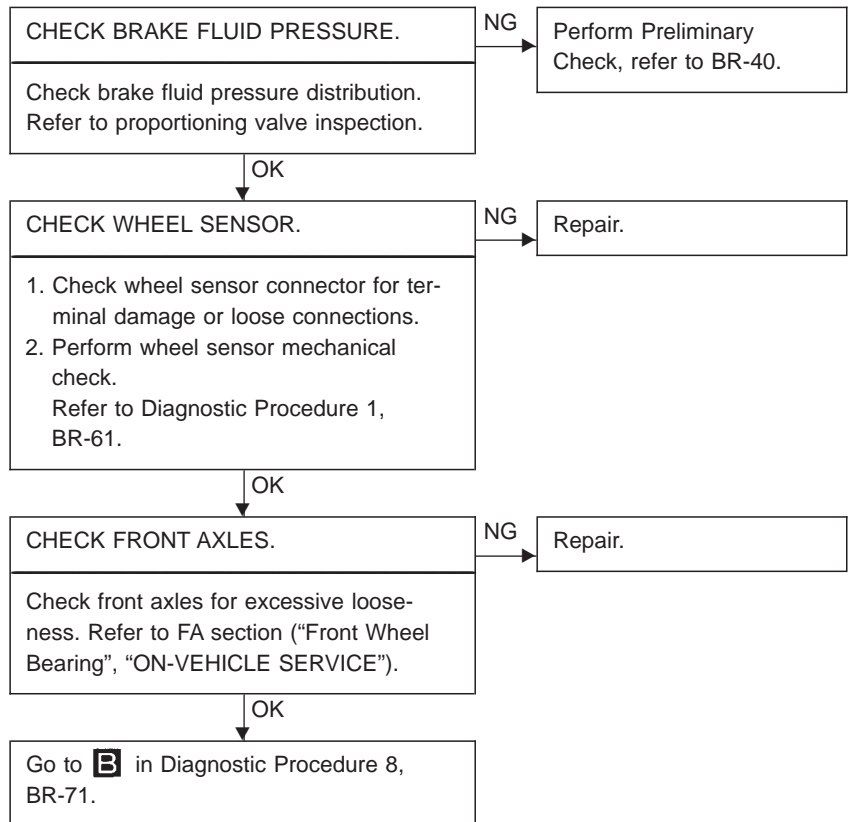 CHECK BRAKE FLUID PRESSURE.
NG
Perform Preliminary
Check, refer to BR-40.
Check brake fluid pressure distribution.
Refer to proportioning valve inspection.
OK
CHECK WHEEL SENSOR.
NG
Repair.
1. Check wheel sensor connector for ter-
minal damage or loose connections.
2. Perform wheel sensor mechanical
check.
Refer to Diagnostic Procedure 1,
BR-61.
OK
CHECK FRONT AXLES.
NG
Repair.
Check front axles for excessive loose-
ness. Refer to FA section (“Front Wheel
Bearing”, “ON-VEHICLE SERVICE”).
OK
Go to B in Diagnostic Procedure 8,
BR-71.